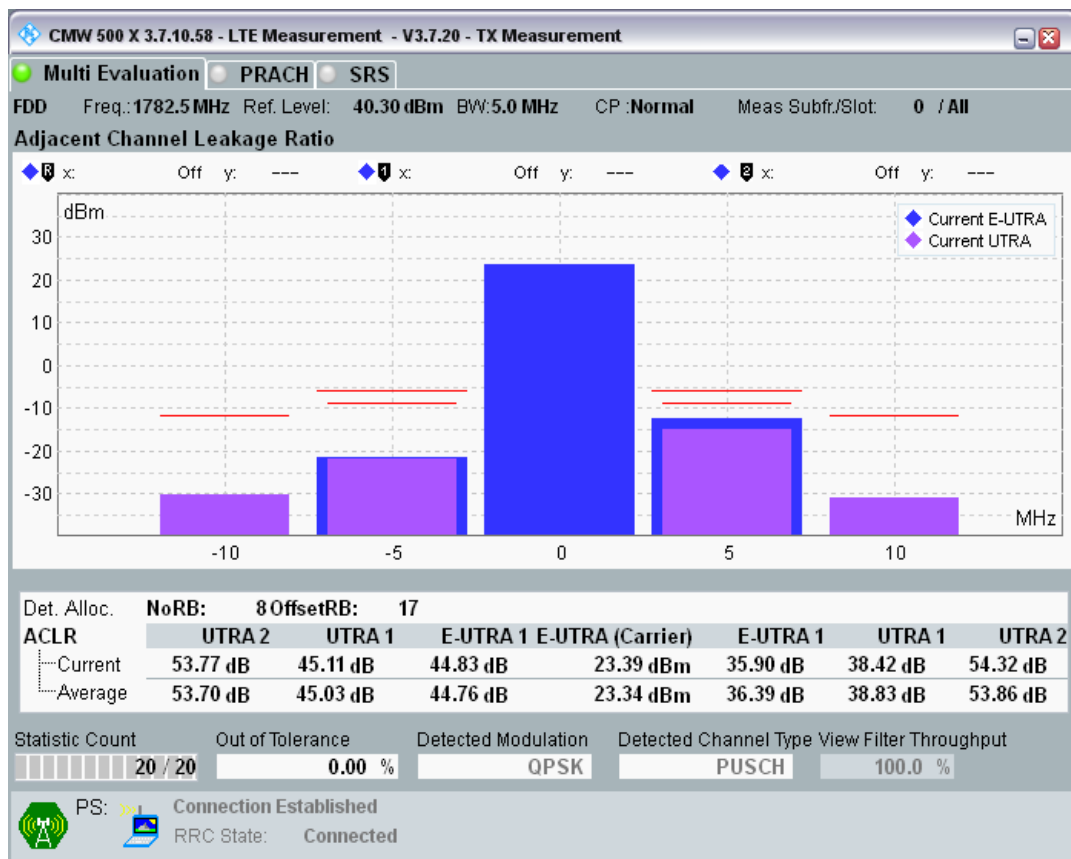 CMW 500 X 3.7.10.58 - LTE Measurement - V3.7.20 - TX Measurement
Multi Evaluation PRACH SRS
FDD Freq.: 1782.5 MHz Ref. Level: 40.30 dBm BW: 5.0 MHz CP : Normal Meas Subfr./Slot: 0 / All
Adjacent Channel Leakage Ratio
R x: Off y: --- 1 x: Off y: --- 2 x: Off y: ---
dBm
Current E-UTRA
Current UTRA
30
20
10
0
-10
-20
-30
MHz
-10 -5 0 5 10
Det. Alloc. NoRB: 8 OffsetRB: 17
ACLR UTRA 2 UTRA 1 E-UTRA 1 E-UTRA (Carrier) E-UTRA 1 UTRA 1 UTRA 2
Current 53.77 dB 45.11 dB 44.83 dB 23.39 dBm 35.90 dB 38.42 dB 54.32 dB
Average 53.70 dB 45.03 dB 44.76 dB 23.34 dBm 36.39 dB 38.83 dB 53.86 dB
Statistic Count Out of Tolerance Detected Modulation Detected Channel Type View Filter Throughput
20 / 20 0.00 % QPSK PUSCH 100.0 %
PS: Connection Established
RRC State: Connected